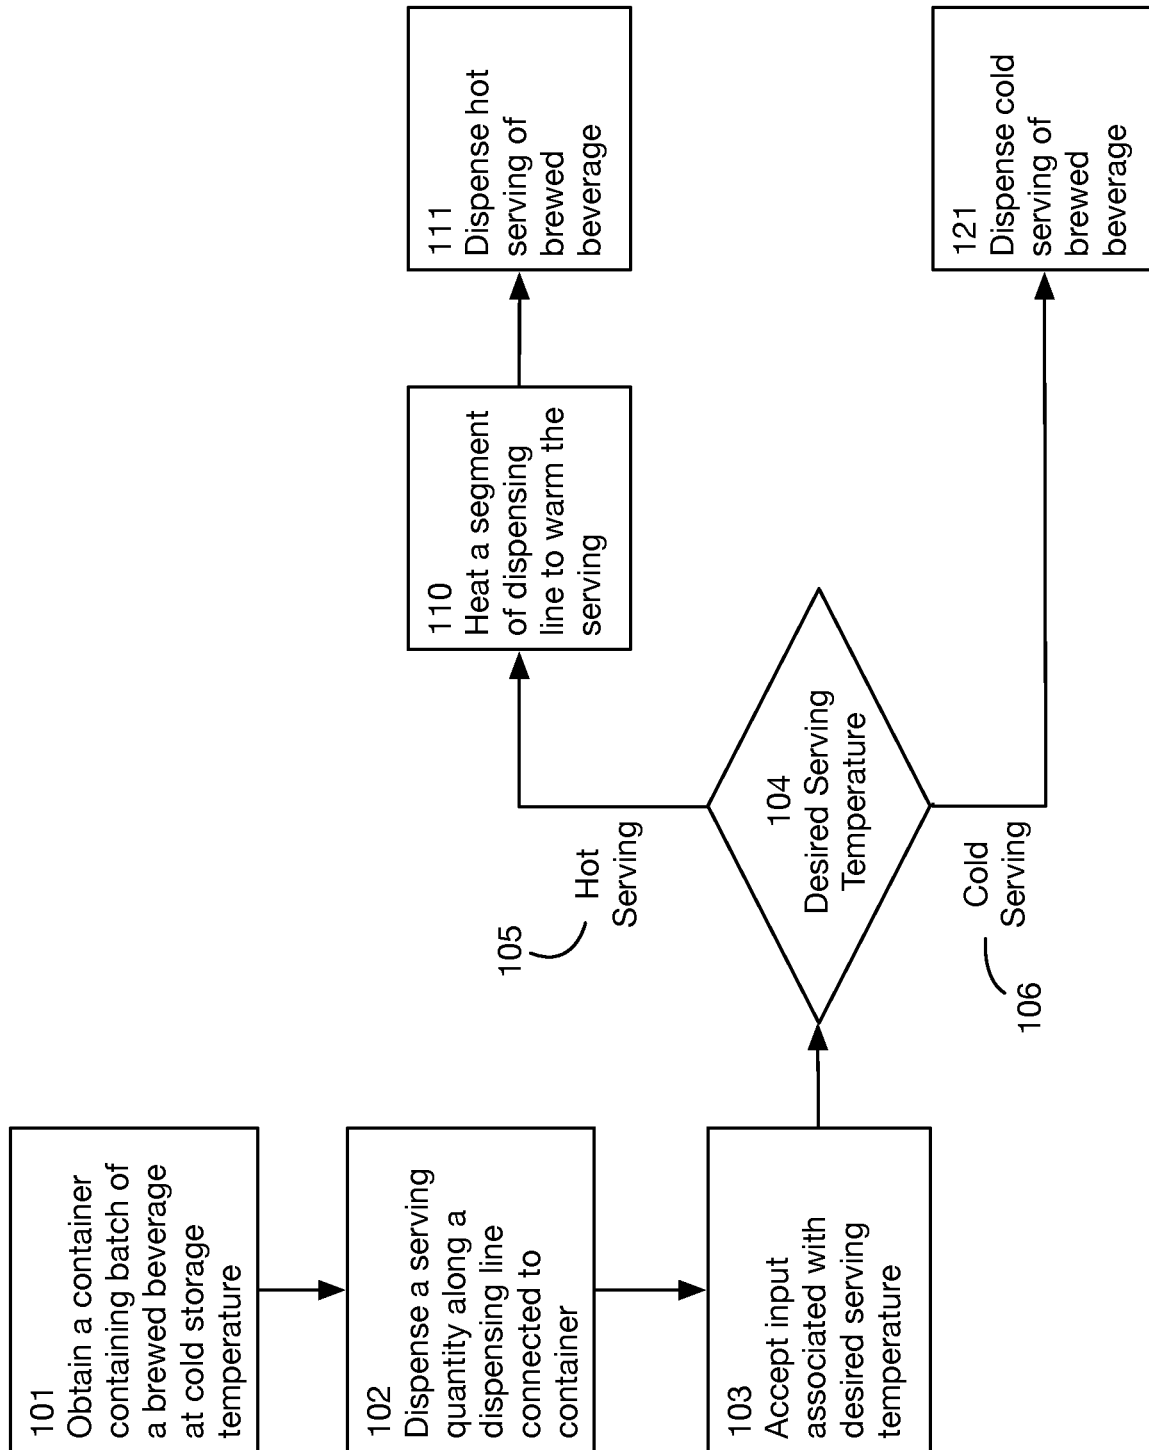 101
Obtain a container
containing batch of
a brewed beverage
at cold storage
temperature
102
Dispense a serving
quantity along a
dispensing line
connected to
container
103
Accept input
associated with
desired serving
temperature
104
Desired Serving
Temperature
105
Hot
Serving
110
Heat a segment
of dispensing
line to warm the
serving
111
Dispense hot
serving of
brewed
beverage
106
Cold
Serving
121
Dispense cold
serving of
brewed
beverage